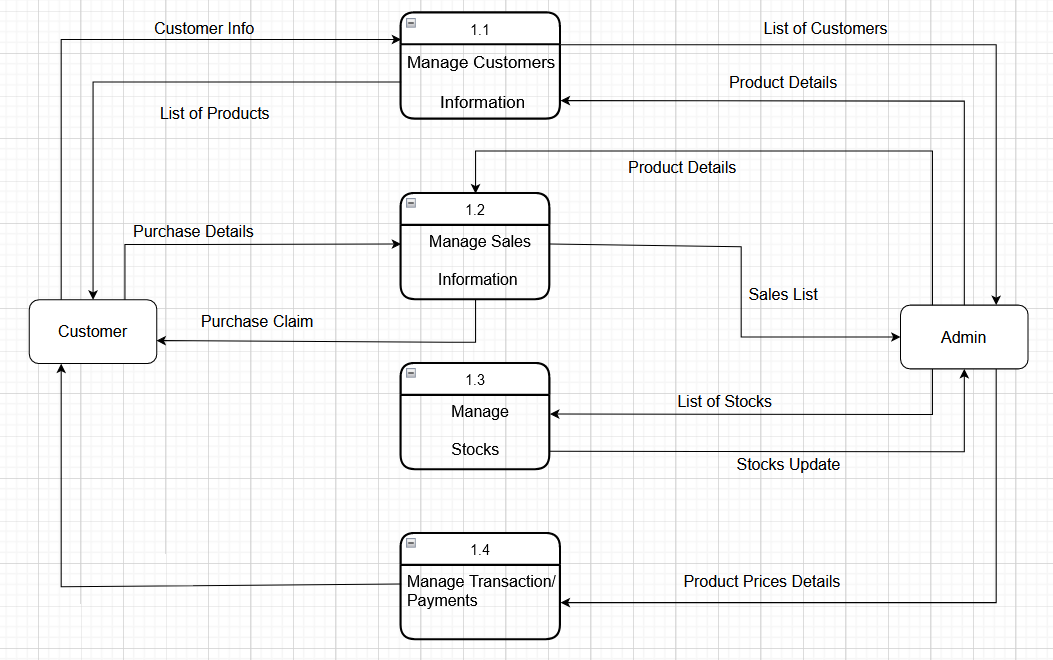 Customer Info
1.1
List of Customers
Manage Customers
Information
Product Details
List of Products
Product Details
1.2
Purchase Details
Manage Sales
Information
Sales List
Purchase Claim
Customer
Admin
1.3
Manage
Stocks
List of Stocks
Stocks Update
1.4
Manage Transaction/
Payments
Product Prices Details